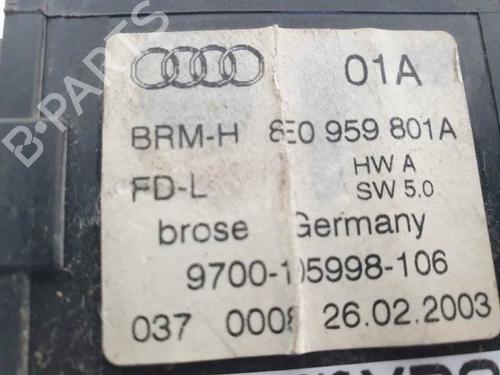 01A
BRM-H 8E0 959 801A
HW A
FD-L
SW 5.0
brose Germany
9700-105998-106
037 0008 26.02.2003
B-PARTS